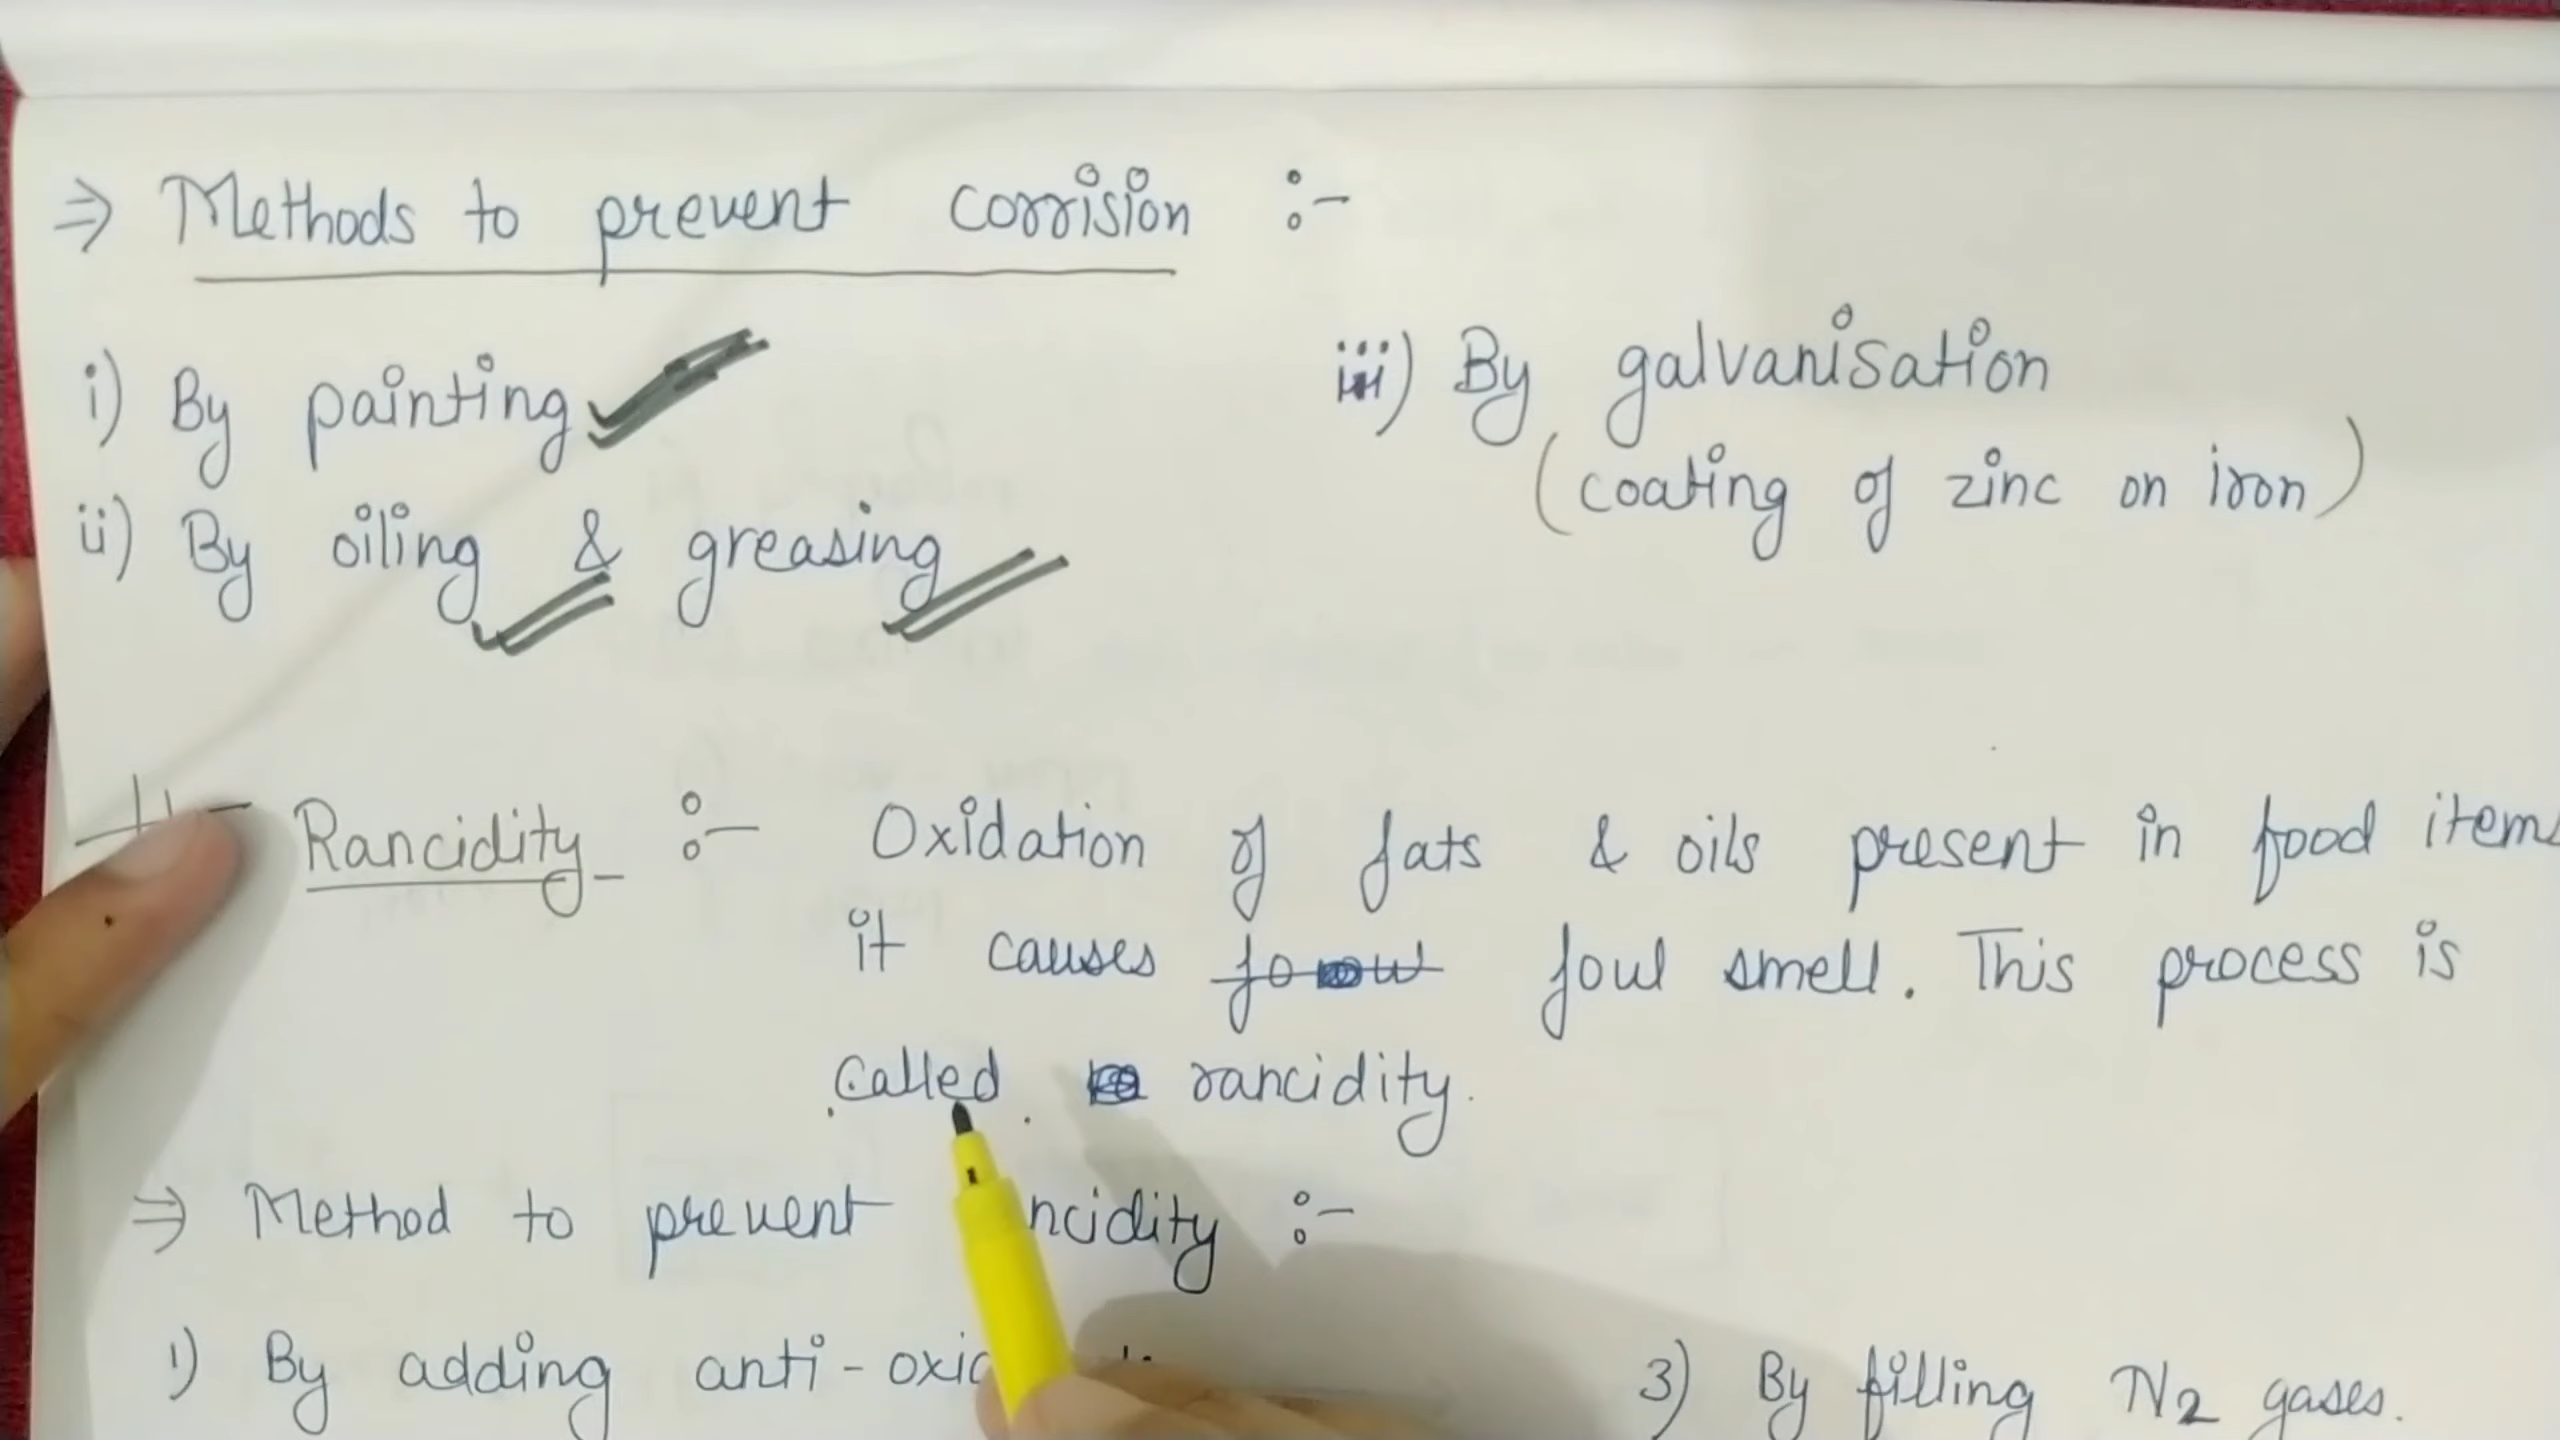 ⇒ Methods to prevent corrision :-
i) By painting
ii) By oiling & greasing
iii) By galvanisation
(coating of zinc on iron)
Rancidity :- Oxidation of fats & oils present in food items
it causes foul smell. This process is
called rancidity.
⇒ Method to prevent ncidity :-
1) By adding anti-oxid
3) By filling N2 gases.